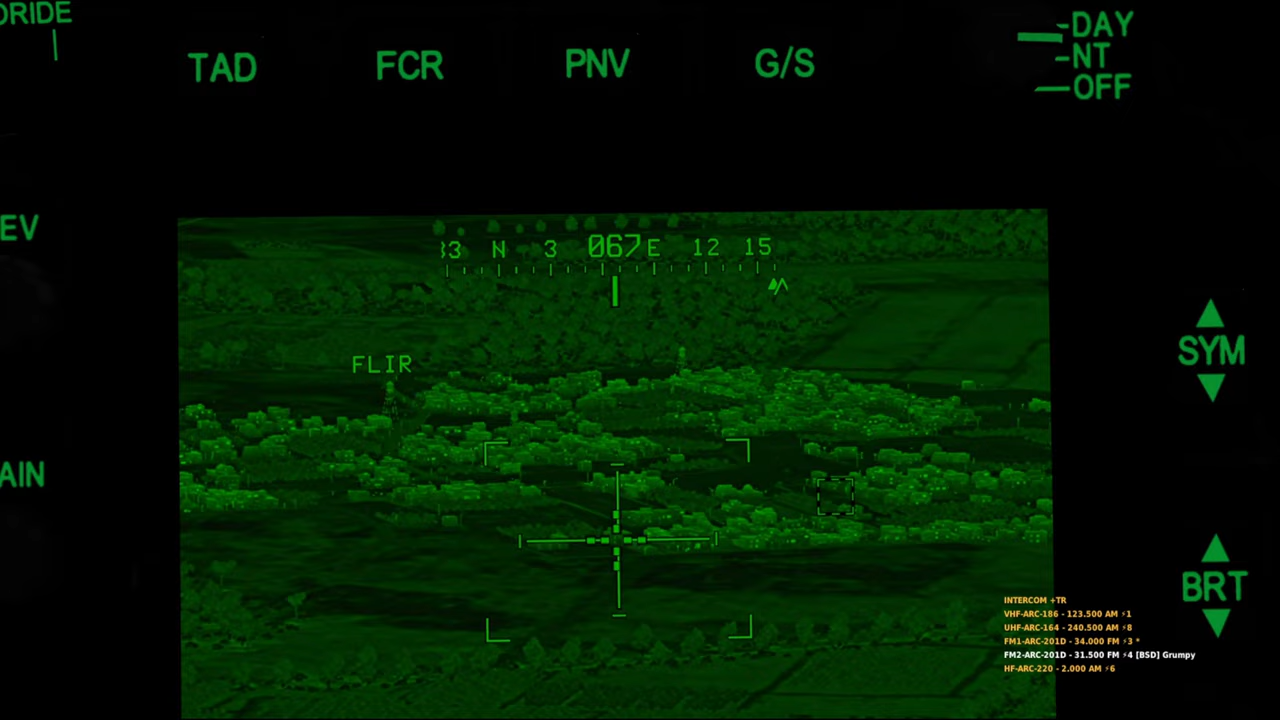 ORIDE
TAD FCR PNV G/S
DAY
NT
OFF
EV
33 N 3 067 E 12 15
FLIR
SYM
AIN
BRT
INTERCOM +TR
VHF-ARC-186 - 123.500 AM ⚡1
UHF-ARC-164 - 240.500 AM ⚡8
FM1-ARC-201D - 34.000 FM ⚡3 *
FM2-ARC-201D - 31.500 FM ⚡4 [BSD] Grumpy
HF-ARC-220 - 2.000 AM ⚡6